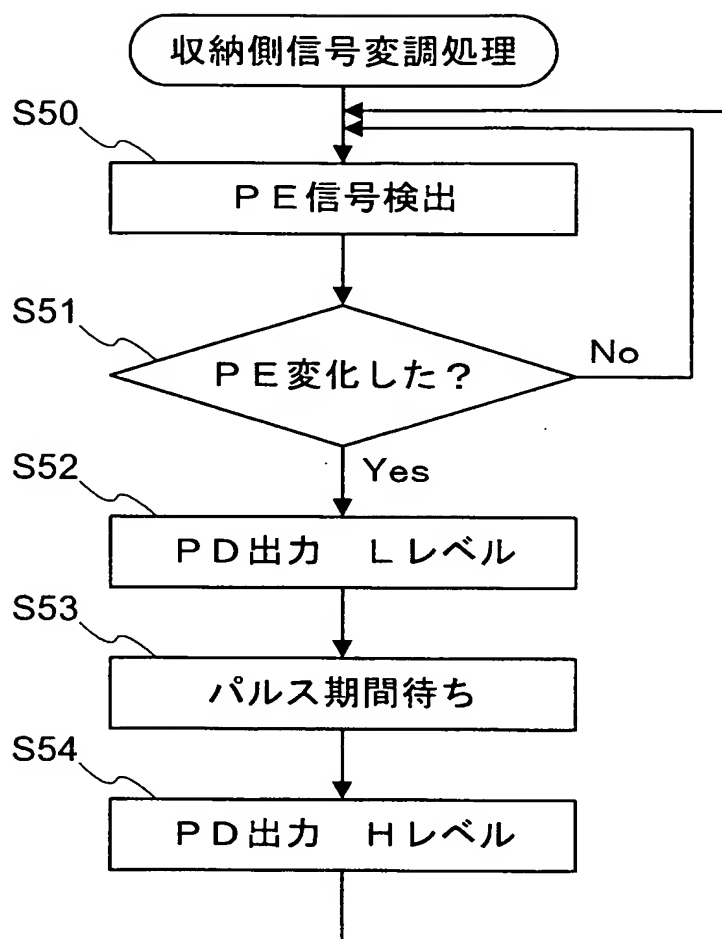 収納側信号変調処理
S50
ＰＥ信号検出
S51
ＰＥ変化した？
No
Yes
S52
ＰＤ出力　Ｌレベル
S53
パルス期間待ち
S54
ＰＤ出力　Ｈレベル